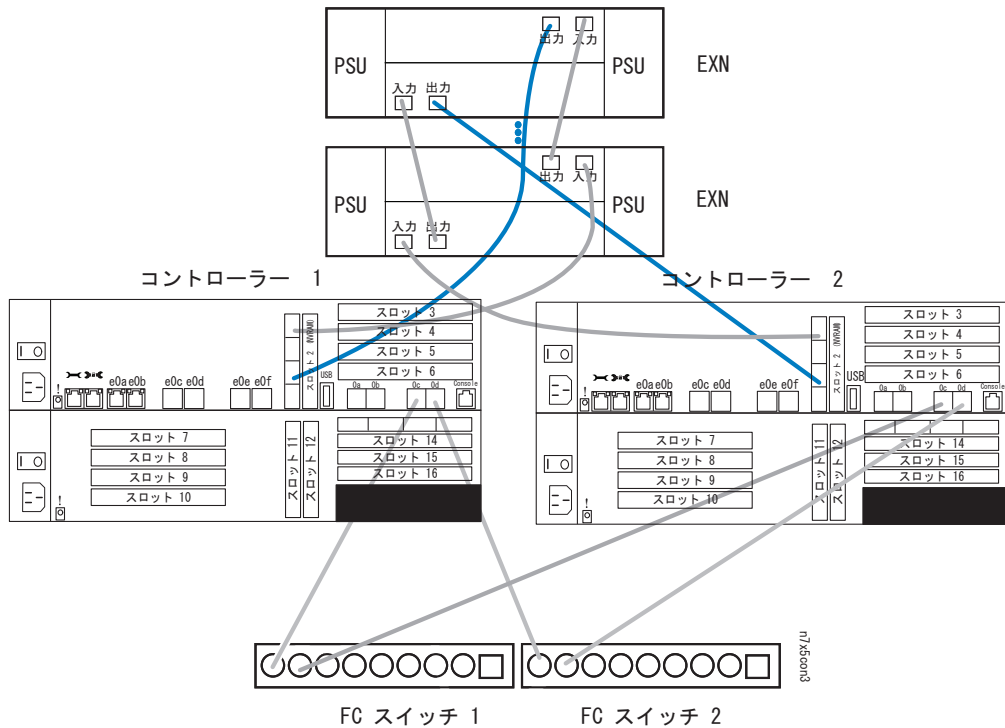 出力 入力
PSU
PSU
EXN
入力 出力
出力 入力
PSU
PSU
EXN
入力 出力
コントローラー 1
スロット 3
スロット 4
スロット 5
スロット 6
スロット 2 (NVRAM)
USB
0a 0b
0c 0d
Console
!
e0a e0b
e0c e0d
e0e e0f
I O
スロット 7
スロット 8
スロット 9
スロット 10
スロット 11
スロット 12
スロット 14
スロット 15
スロット 16
I O
!
コントローラー 2
スロット 3
スロット 4
スロット 5
スロット 6
スロット 2 (NVRAM)
USB
0a 0b
0c 0d
Console
!
e0a e0b
e0c e0d
e0e e0f
I O
スロット 7
スロット 8
スロット 9
スロット 10
スロット 11
スロット 12
スロット 14
スロット 15
スロット 16
I O
!
n7x5con3
FC スイッチ 1
FC スイッチ 2